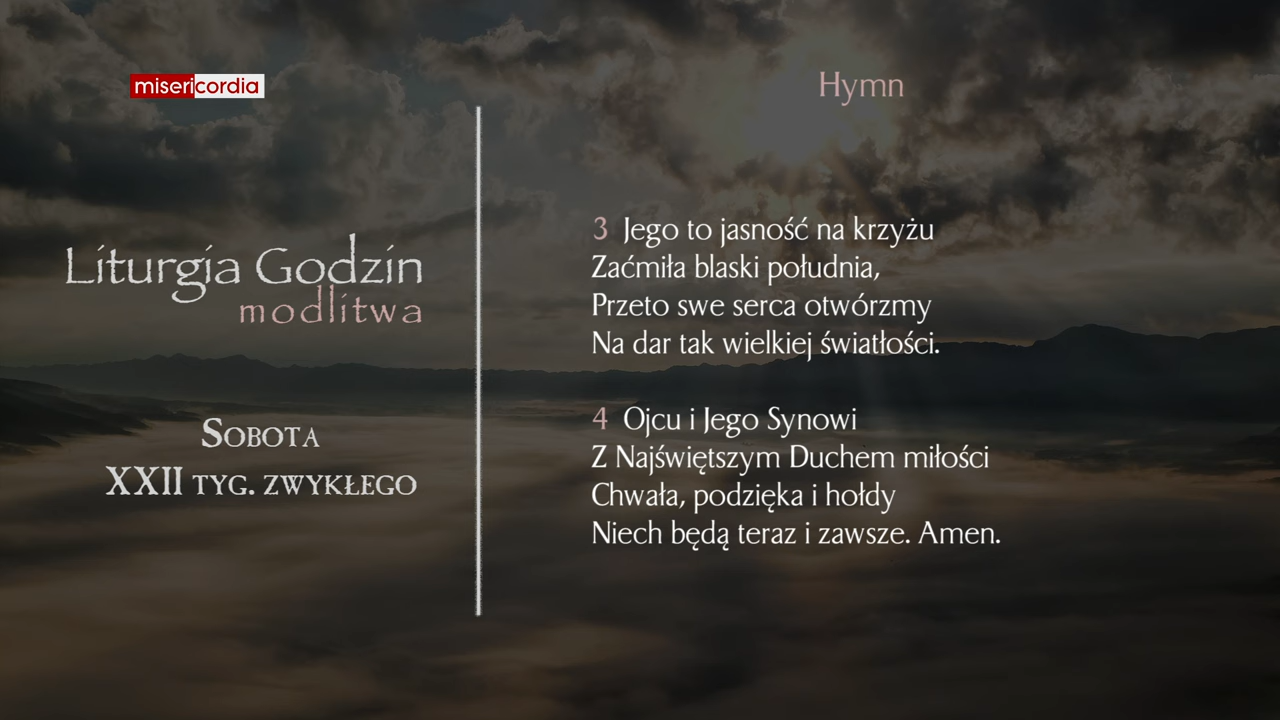 misericordia
Liturgia Godzin
modlitwa
Sobota
XXII tyg. zwykłego
Hymn
3 Jego to jasność na krzyżu
Zaćmiła blaski południa,
Przeto swe serca otwórzmy
Na dar tak wielkiej światłości.
4 Ojcu i Jego Synowi
Z Najświętszym Duchem miłości
Chwała, podzięka i hołdy
Niech będą teraz i zawsze. Amen.